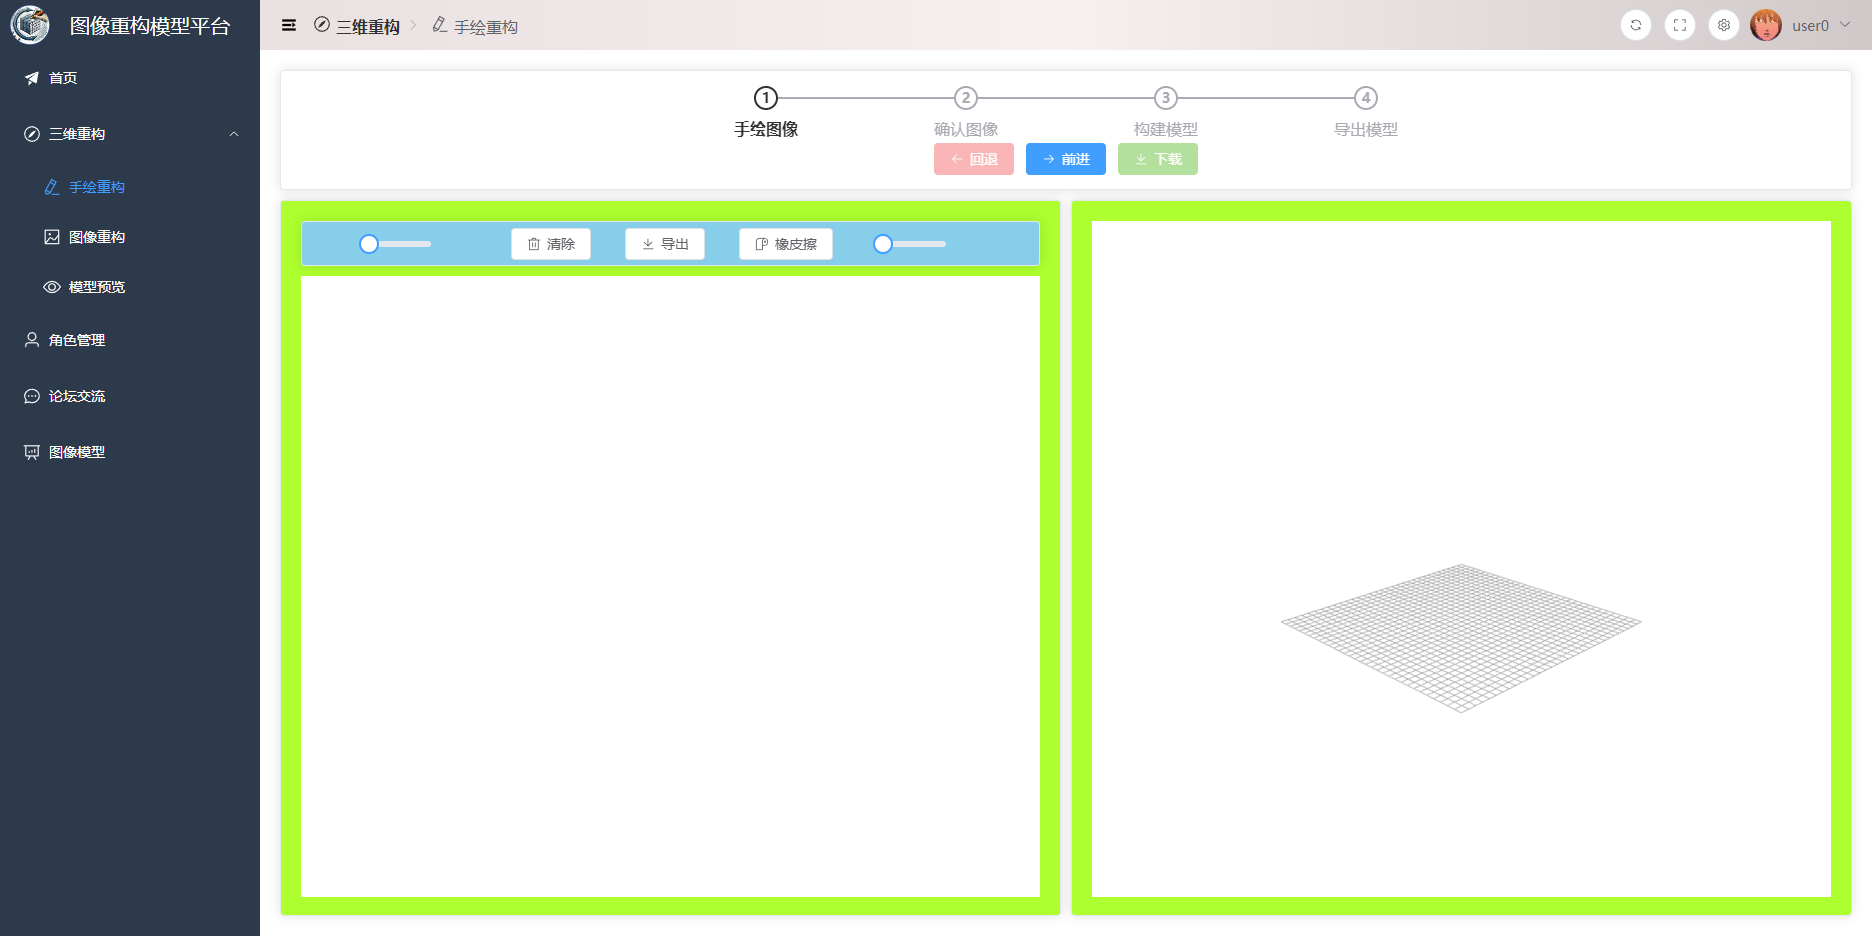 图像重构模型平台
三维重构
手绘重构
user0
首页
三维重构
手绘重构
图像重构
模型预览
角色管理
论坛交流
图像模型
1 2 3 4
手绘图像 确认图像 构建模型 导出模型
回退 前进 下载
清除 导出 橡皮擦